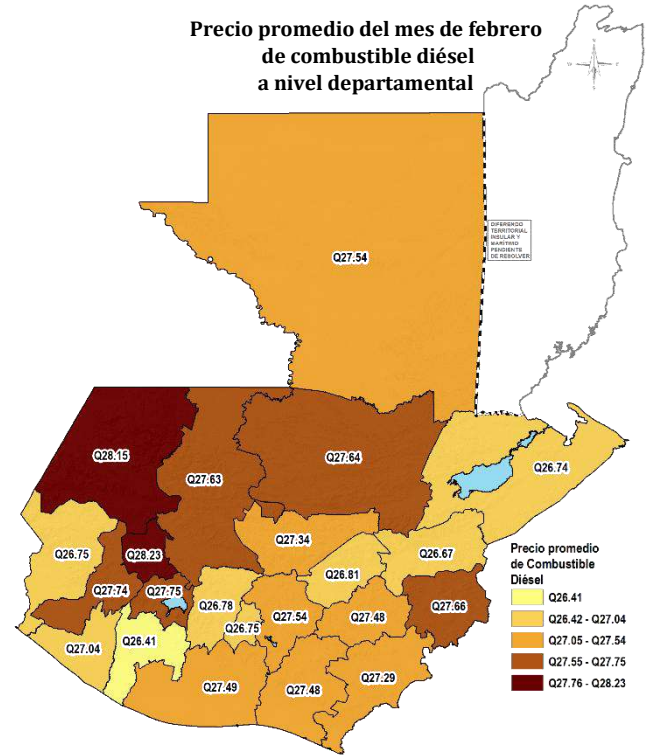 Precio promedio del mes de febrero
de combustible diésel
a nivel departamental
DIFERENDO
TERRITORIAL
INSULAR Y
MARÍTIMO
PENDIENTE
DE RESOLVER
Q27.54
Q28.15
Q27.63
Q27.64
Q26.74
Q26.75
Q28.23
Q27.34
Q26.67
Q26.81
Q27.74
Q27.75
Q26.78
Q26.75
Q27.54
Q27.48
Q27.66
Q27.04
Q26.41
Q27.49
Q27.48
Q27.29
Precio promedio
de Combustible
Diésel
Q26.41
Q26.42 - Q27.04
Q27.05 - Q27.54
Q27.55 - Q27.75
Q27.76 - Q28.23